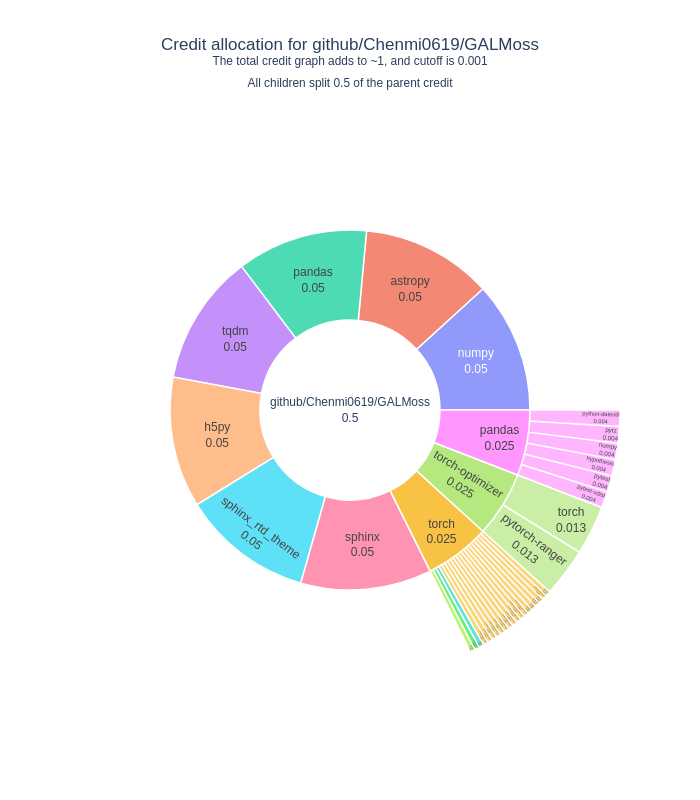 Credit allocation for github/Chenmi0619/GALMoss
The total credit graph adds to ~1, and cutoff is 0.001
All children split 0.5 of the parent credit
pandas
0.05
astropy
0.05
tqdm
0.05
numpy
0.05
github/Chenmi0619/GALMoss
0.5
h5py
0.05
pandas
0.025
python-dateutil
0.004
pytz
0.004
numpy
0.004
hypothesis
0.004
pytest
0.004
pytest-xdist
0.004
torch-optimizer
0.025
torch
0.013
pytorch-ranger
0.013
sphinx_rtd_theme
0.05
sphinx
0.05
torch
0.025